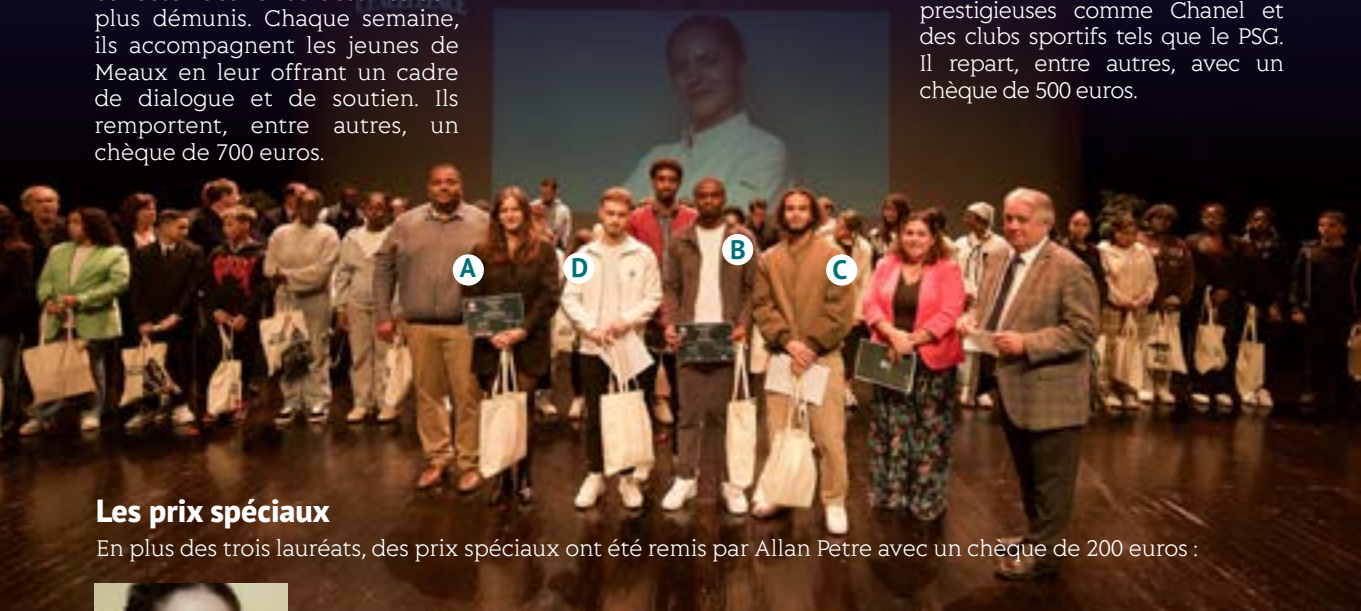 plus démunis. Chaque semaine,
ils accompagnent les jeunes de
Meaux en leur offrant un cadre
de dialogue et de soutien. Ils
remportent, entre autres, un
chèque de 700 euros.
prestigieuses comme Chanel et
des clubs sportifs tels que le PSG.
Il repart, entre autres, avec un
chèque de 500 euros.
A
D
B
C
Les prix spéciaux
En plus des trois lauréats, des prix spéciaux ont été remis par Allan Petre avec un chèque de 200 euros :